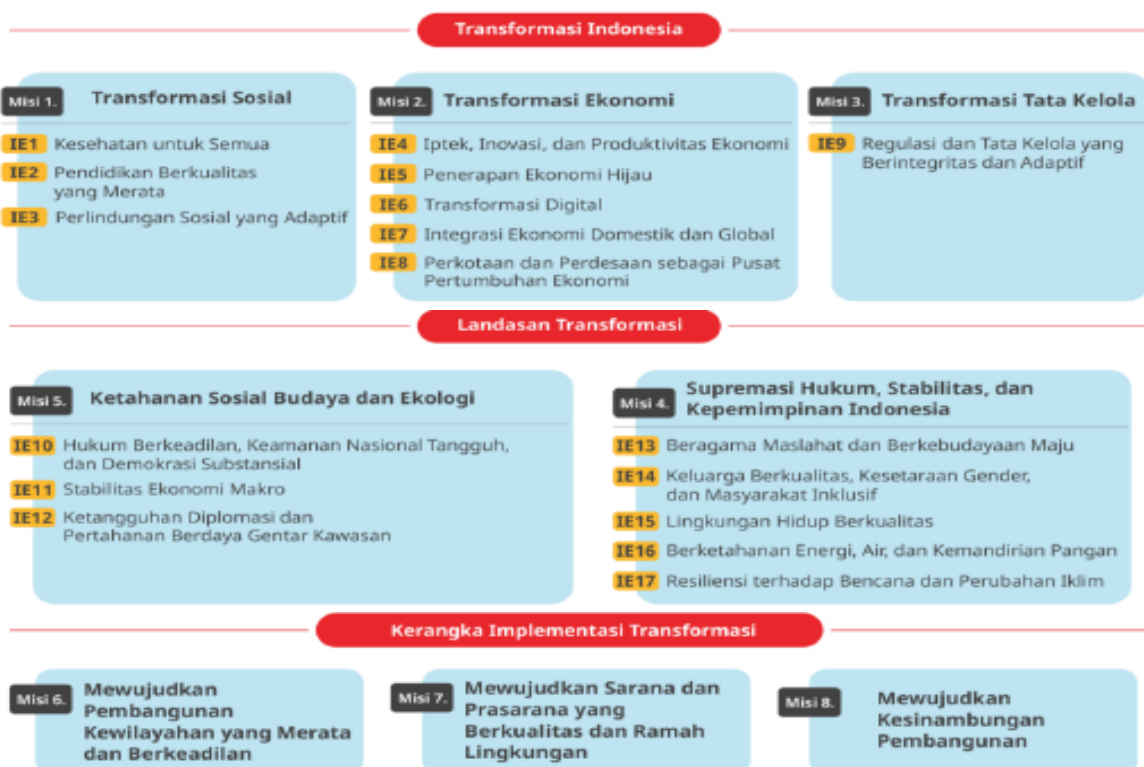 Transformasi Indonesia
Misi 1. Transformasi Sosial
IE1 Kesehatan untuk Semua
IE2 Pendidikan Berkualitas
yang Merata
IE3 Perlindungan Sosial yang Adaptif
Misi 2. Transformasi Ekonomi
IE4 Iptek, Inovasi, dan Produktivitas Ekonomi
IE5 Penerapan Ekonomi Hijau
IE6 Transformasi Digital
IE7 Integrasi Ekonomi Domestik dan Global
IE8 Perkotaan dan Perdesaan sebagai Pusat
Pertumbuhan Ekonomi
Misi 3. Transformasi Tata Kelola
IE9 Regulasi dan Tata Kelola yang
Berintegritas dan Adaptif
Landasan Transformasi
Misi 5. Ketahanan Sosial Budaya dan Ekologi
IE10 Hukum Berkeadilan, Keamanan Nasional Tangguh,
dan Demokrasi Substansial
IE11 Stabilitas Ekonomi Makro
IE12 Ketangguhan Diplomasi dan
Pertahanan Berdaya Gentar Kawasan
Misi 4. Supremasi Hukum, Stabilitas, dan
Kepemimpinan Indonesia
IE13 Beragama Maslahat dan Berkebudayaan Maju
IE14 Keluarga Berkualitas, Kesetaraan Gender,
dan Masyarakat Inklusif
IE15 Lingkungan Hidup Berkualitas
IE16 Berketahanan Energi, Air, dan Kemandirian Pangan
IE17 Resiliensi terhadap Bencana dan Perubahan Iklim
Kerangka Implementasi Transformasi
Misi 6. Mewujudkan
Pembangunan
Kewilayahan yang Merata
dan Berkeadilan
Misi 7. Mewujudkan Sarana dan
Prasarana yang
Berkualitas dan Ramah
Lingkungan
Misi 8. Mewujudkan
Kesinambungan
Pembangunan